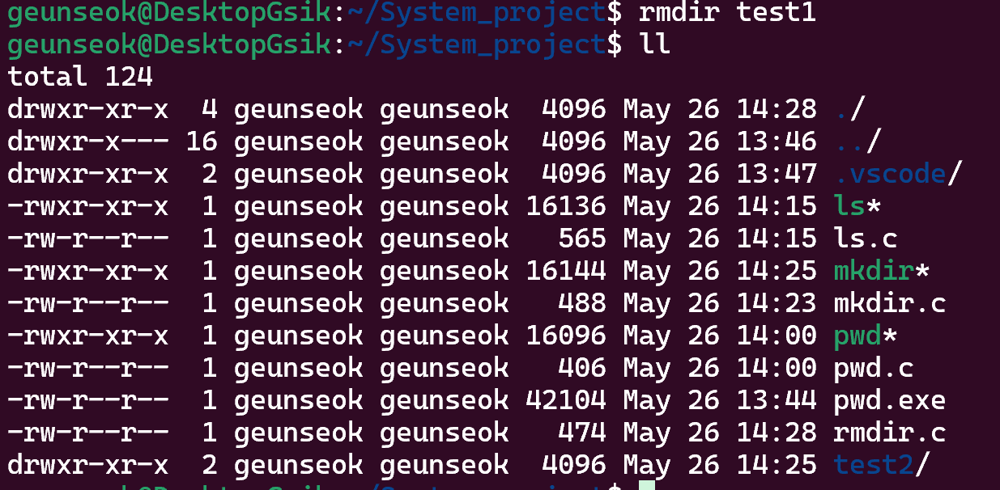 geunseok@DesktopGsik:~/System_project$ rmdir test1
geunseok@DesktopGsik:~/System_project$ ll
total 124
drwxr-xr-x  4 geunseok geunseok  4096 May 26 14:28 ./
drwxr-x--- 16 geunseok geunseok  4096 May 26 13:46 ../
drwxr-xr-x  2 geunseok geunseok  4096 May 26 13:47 .vscode/
-rwxr-xr-x  1 geunseok geunseok 16136 May 26 14:15 ls*
-rw-r--r--  1 geunseok geunseok   565 May 26 14:15 ls.c
-rwxr-xr-x  1 geunseok geunseok 16144 May 26 14:25 mkdir*
-rw-r--r--  1 geunseok geunseok   488 May 26 14:23 mkdir.c
-rwxr-xr-x  1 geunseok geunseok 16096 May 26 14:00 pwd*
-rw-r--r--  1 geunseok geunseok   406 May 26 14:00 pwd.c
-rw-r--r--  1 geunseok geunseok 42104 May 26 13:44 pwd.exe
-rw-r--r--  1 geunseok geunseok   474 May 26 14:28 rmdir.c
drwxr-xr-x  2 geunseok geunseok  4096 May 26 14:25 test2/